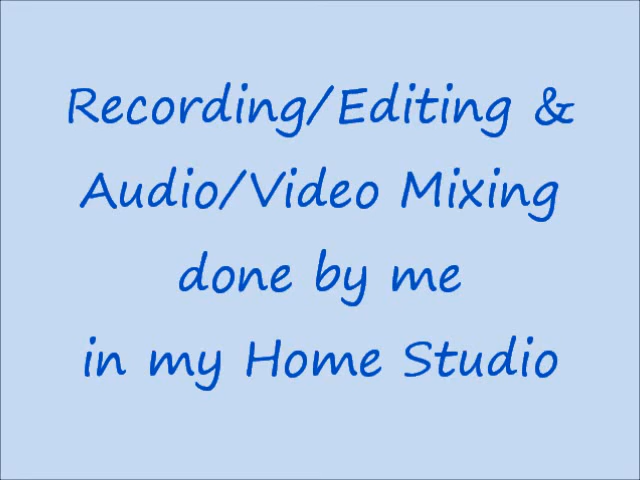 Recording/Editing &
Audio/Video Mixing
done by me
in my Home Studio